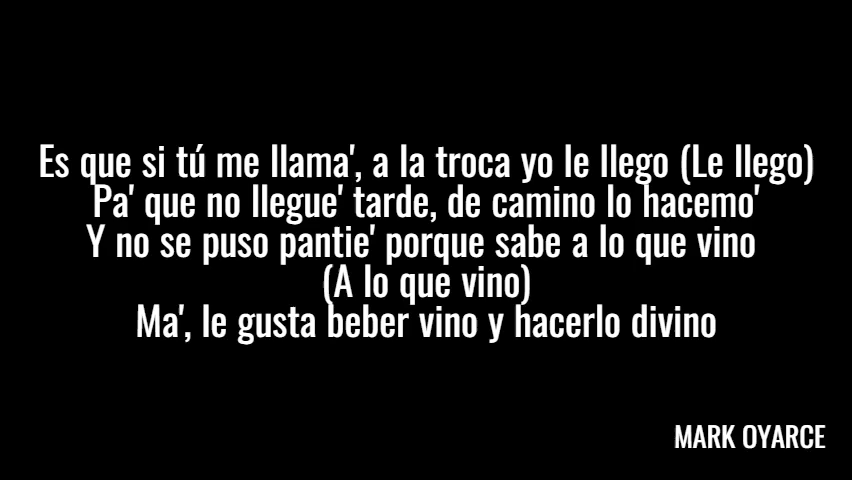 Es que si tú me llama', a la troca yo le llego (Le llego)
Pa' que no llegue' tarde, de camino lo hacemo'
Y no se puso pantie' porque sabe a lo que vino
(A lo que vino)
Ma', le gusta beber vino y hacerlo divino
MARK OYARCE